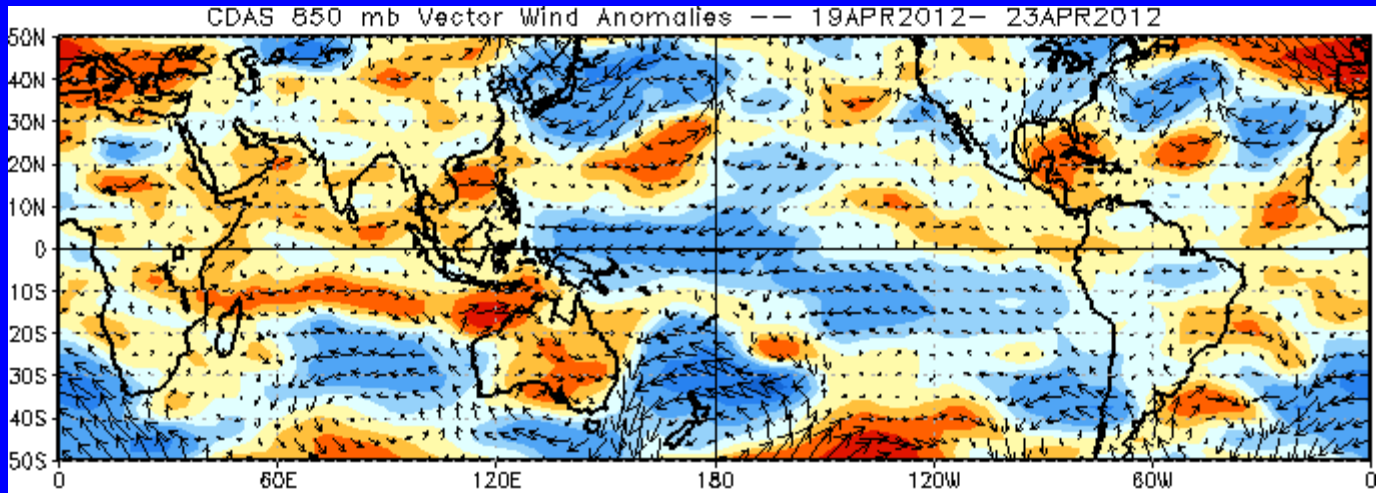 CDAS 850 mb Vector Wind Anomalies -- 19APR2012- 23APR2012
50N
40N
30N
20N
10N
0
10S
20S
30S
40S
50S
0 60E 120E 180 120W 60W 0